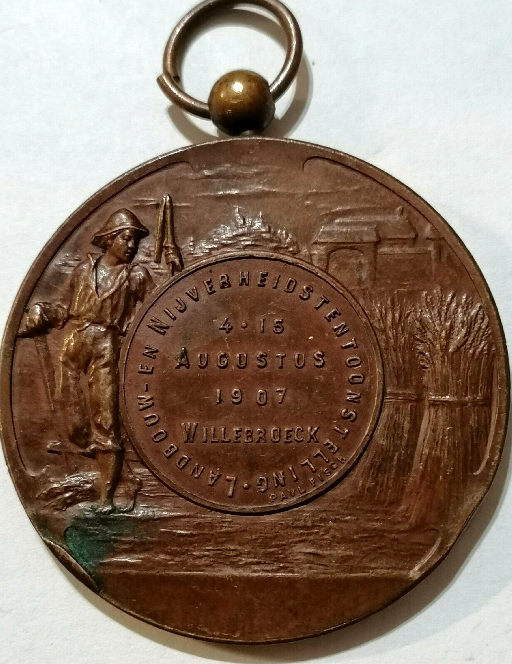 LANDBOUW- EN NIJVERHEIDSTENTOONSTELLING •
4 • 15
AUGUSTUS
1907
WILLEBROECK